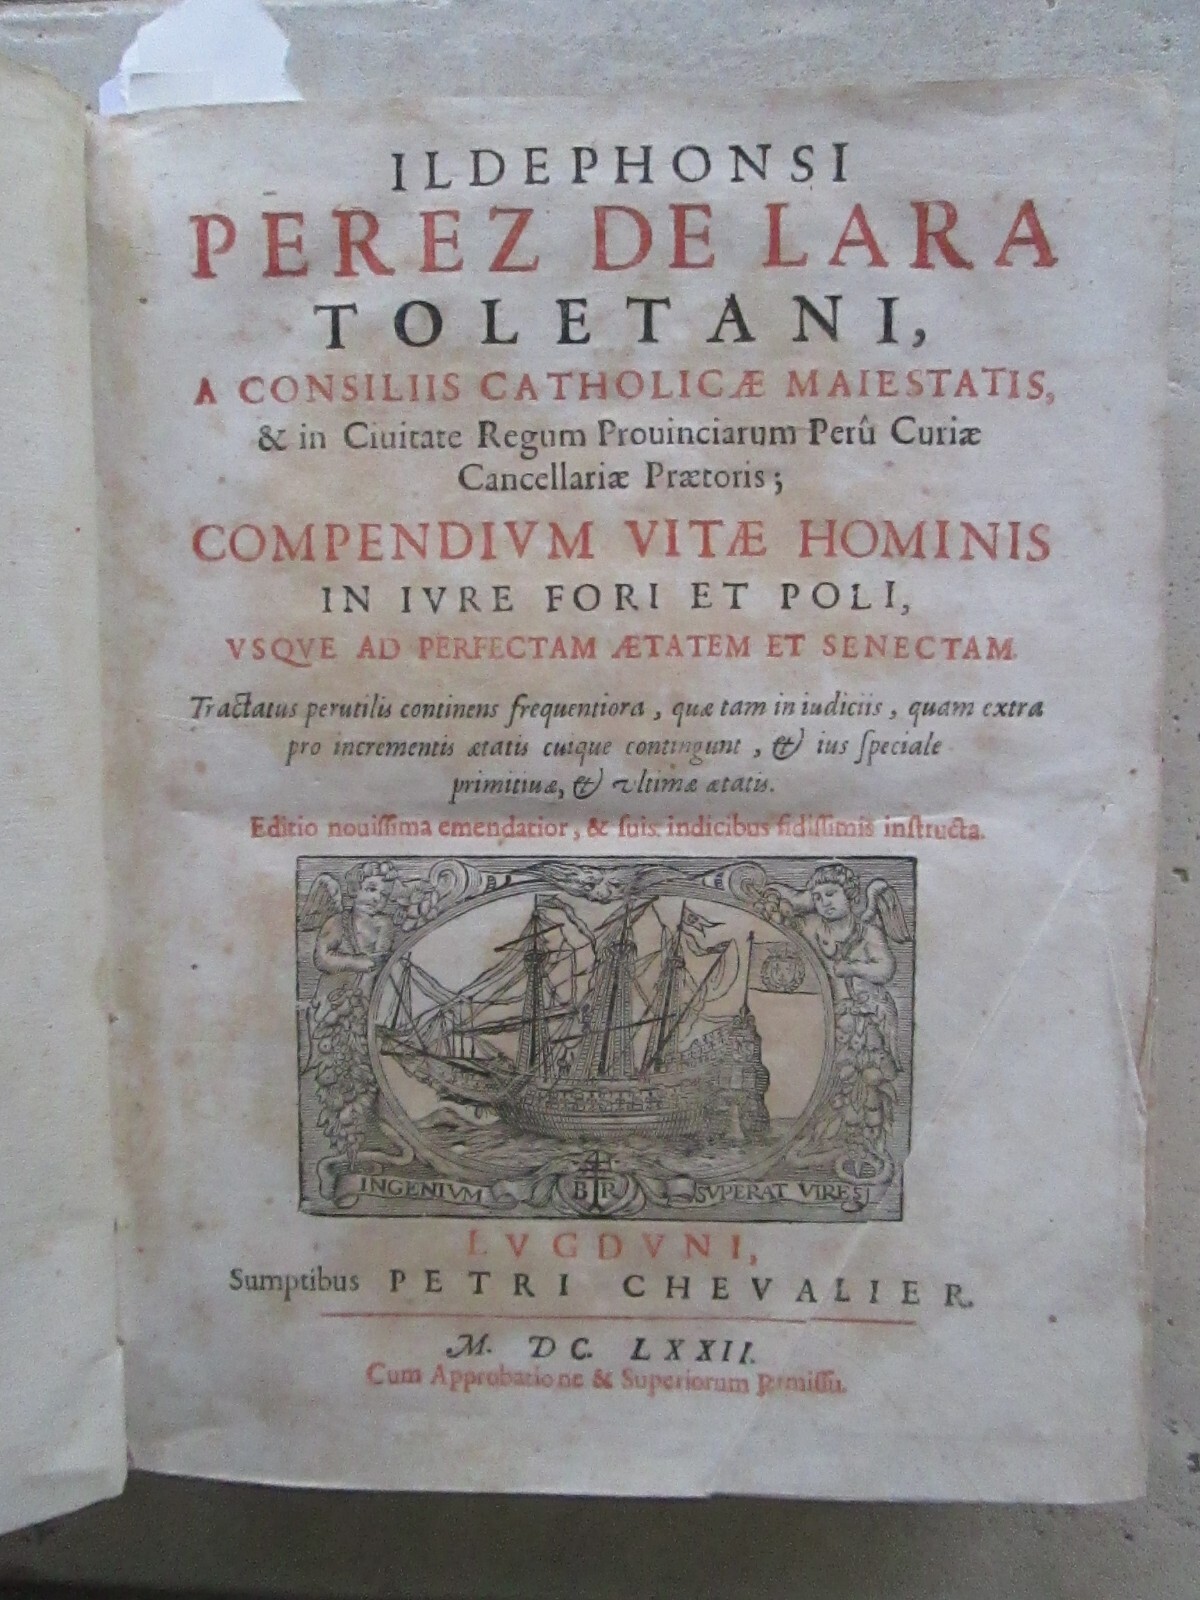 ILDEPHONSI
PEREZ DE LARA
TOLETANI,
A CONSILIIS CATHOLICÆ MAIESTATIS,
& in Ciuitate Regum Prouinciarum Perû Curiæ
Cancellariæ Prætoris;
COMPENDIVM VITÆ HOMINIS
IN IVRE FORI ET POLI,
VSQVE AD PERFECTAM ÆTATEM ET SENECTAM.
Tractatus perutilis continens frequentiora, quæ tam in iudiciis, quam extra
pro incrementis ætatis cuique contingunt, & ius ſpeciale
primitiuæ, & vltimæ ætatis.
Editio nouiſſima emendatior, & ſuis indicibus fidiſſimis inſtructa.
INGENIVM
B R
SVPERAT VIRES
LVGDVNI,
Sumptibus PETRI CHEVALIER.
M. DC. LXXII.
Cum Approbatione & Superiorum permiſſu.